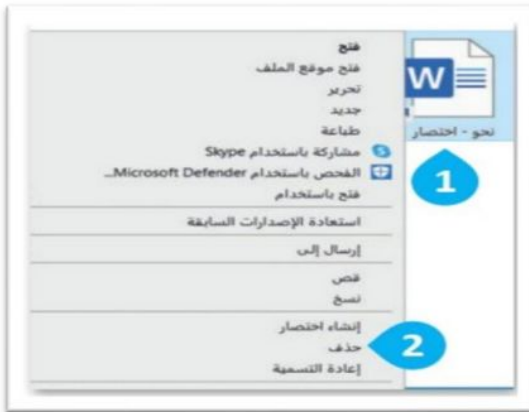 فتح
فتح موقع الملف
تحرير
جديد
طباعة
مشاركة باستخدام Skype
الفحص باستخدام Microsoft Defender...
فتح باستخدام
استعادة الإصدارات السابقة
إرسال إلى
قص
نسخ
إنشاء اختصار
حذف
إعادة التسمية
W
نحو - اختصار
1
2